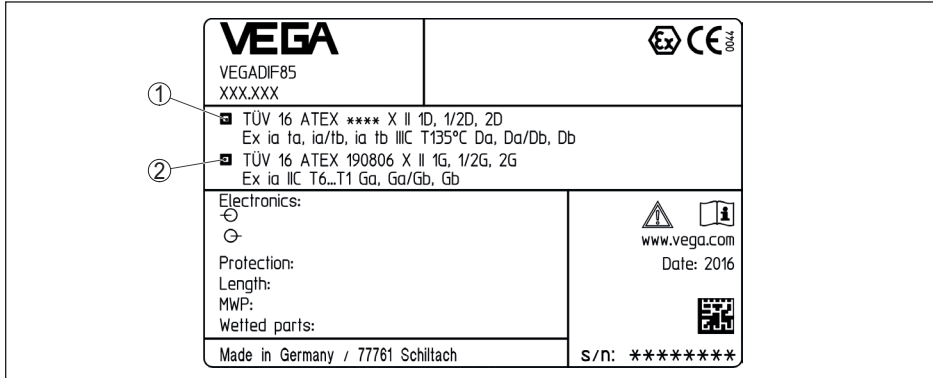 VEGA
VEGADIF85
XXX.XXX
Ex CE 0044
1
TÜV 16 ATEX **** X II 1D, 1/2D, 2D
Ex ia ta, ia/tb, ia tb IIIC T135°C Da, Da/Db, Db
2
TÜV 16 ATEX 190806 X II 1G, 1/2G, 2G
Ex ia IIC T6...T1 Ga, Ga/Gb, Gb
Electronics:
Protection:
Length:
MWP:
Wetted parts:
i
www.vega.com
Date: 2016
Made in Germany / 77761 Schiltach
s/n: ********